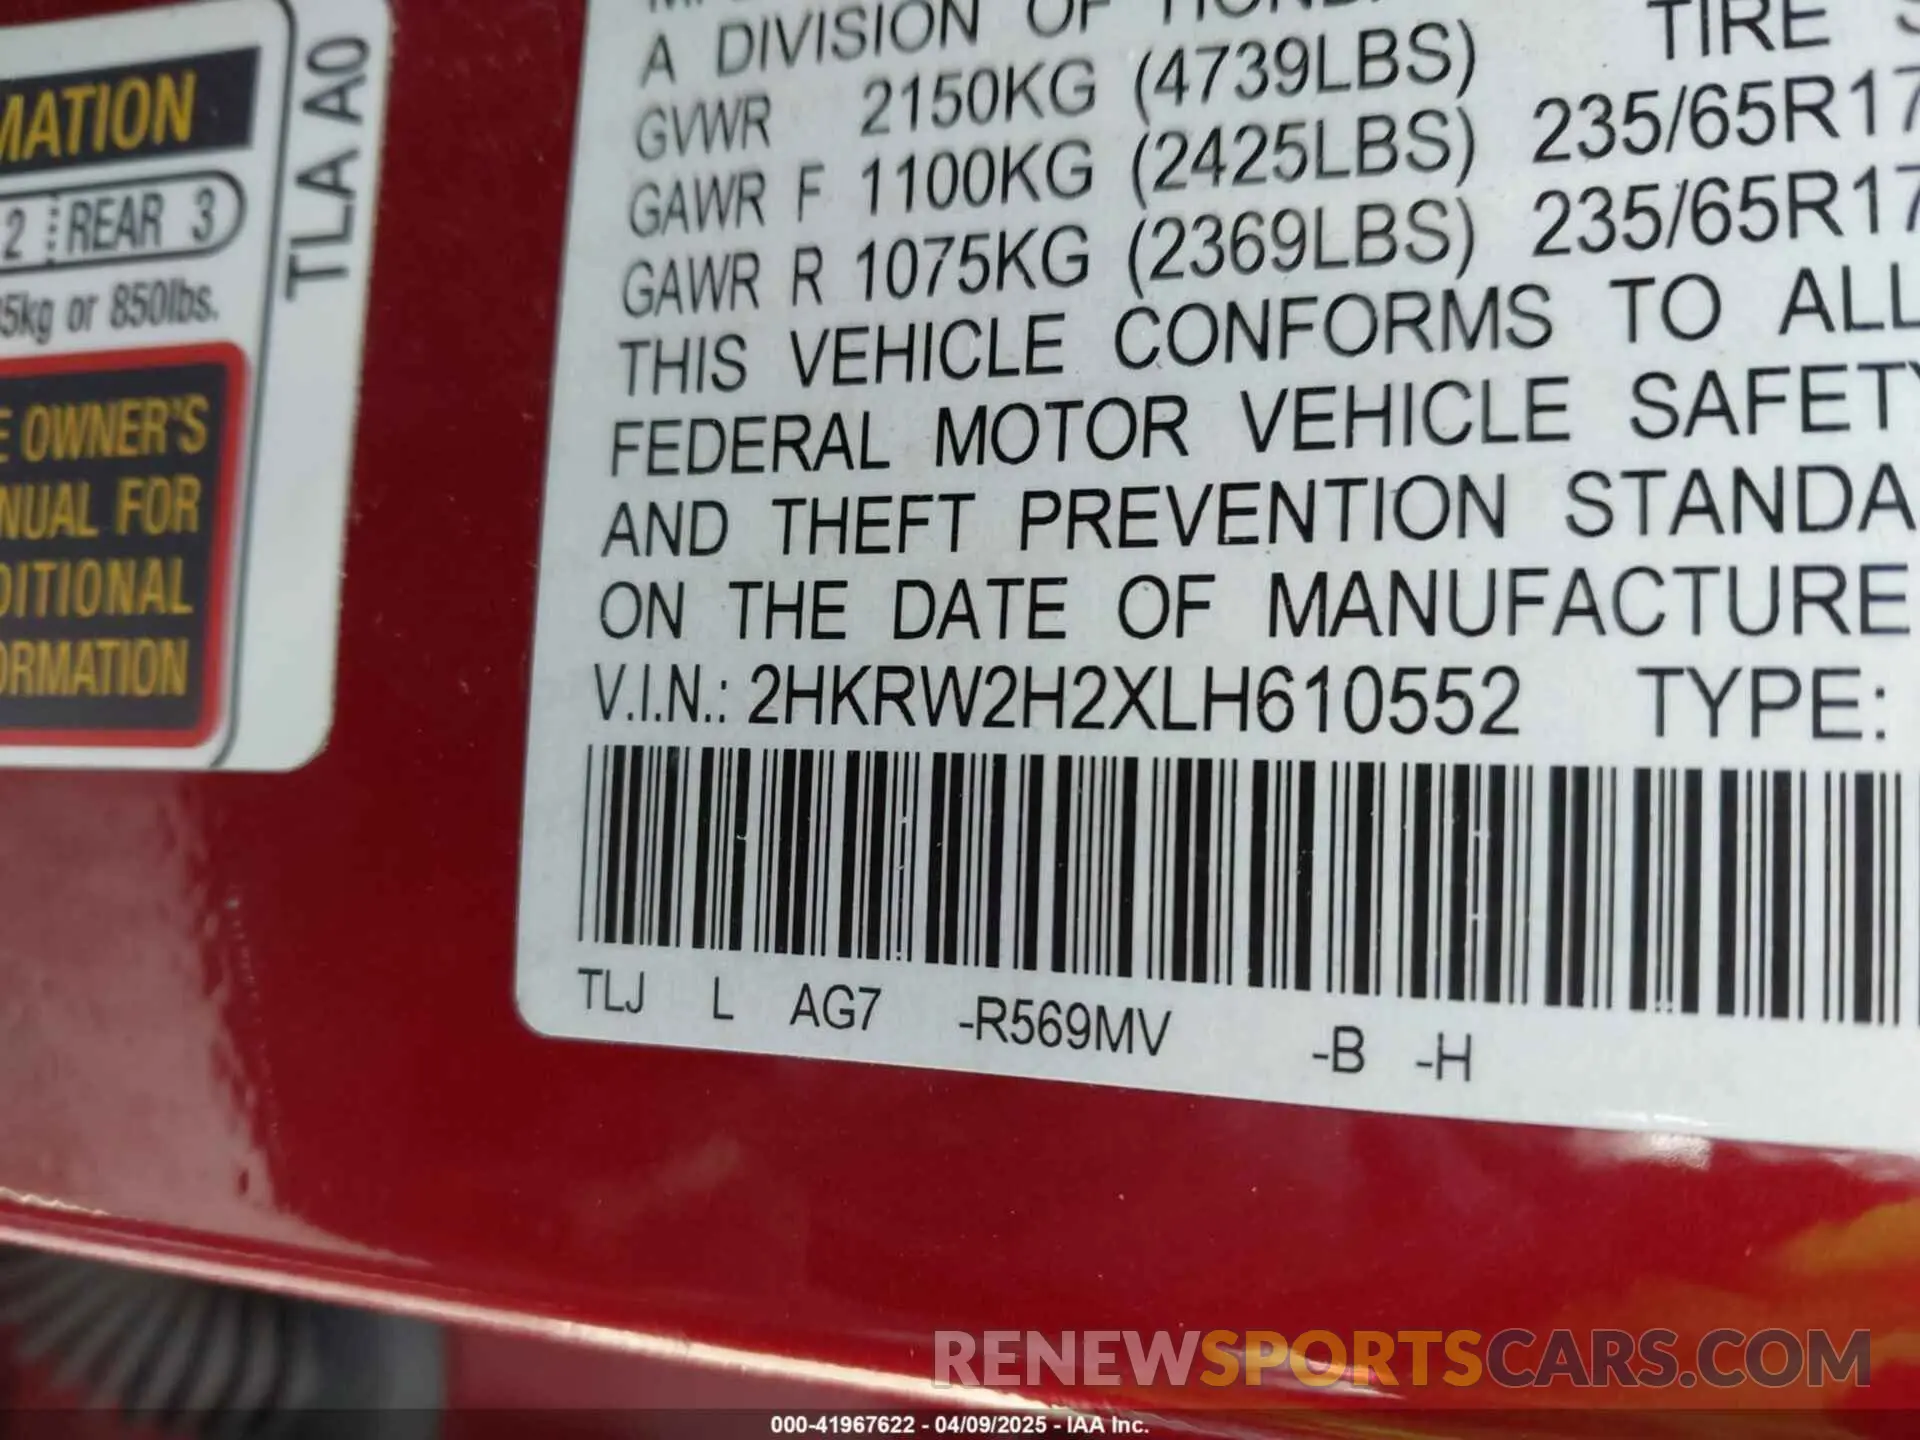 MATION
2 REAR 3
5kg or 850lbs.
OWNER'S
NUAL FOR
DITIONAL
ORMATION
TLA A0
A DIVISION OF HOND
TIRE
GVWR 2150KG (4739LBS)
GAWR F 1100KG (2425LBS) 235/65R17
GAWR R 1075KG (2369LBS) 235/65R17
THIS VEHICLE CONFORMS TO ALL
FEDERAL MOTOR VEHICLE SAFETY
AND THEFT PREVENTION STANDA
ON THE DATE OF MANUFACTURE
V.I.N.: 2HKRW2H2XLH610552 TYPE:
TLJ L AG7 -R569MV -B -H
RENEWSPORTSCARS.COM
000-41967622 - 04/09/2025 - IAA Inc.